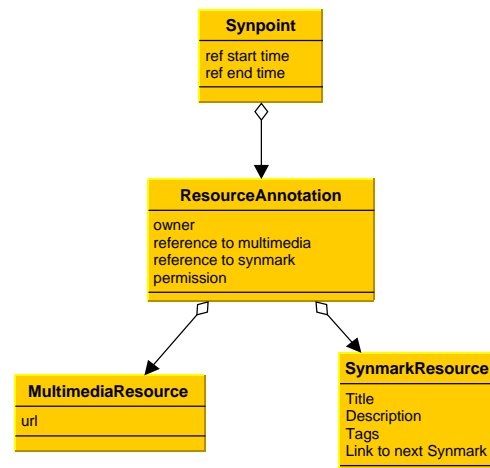 Synpoint
ref start time
ref end time
ResourceAnnotation
owner
reference to multimedia
reference to synmark
permission
MultimediaResource
url
SynmarkResource
Title
Description
Tags
Link to next Synmark